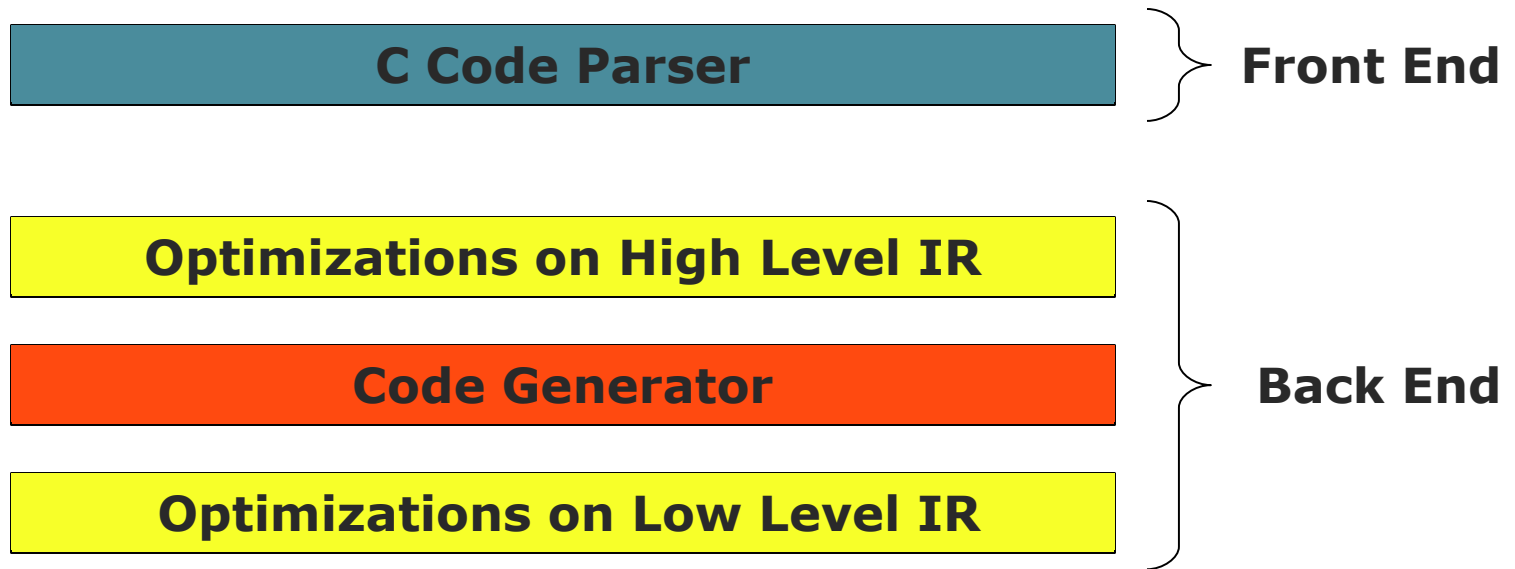 C Code Parser
Front End
Optimizations on High Level IR
Code Generator
Back End
Optimizations on Low Level IR